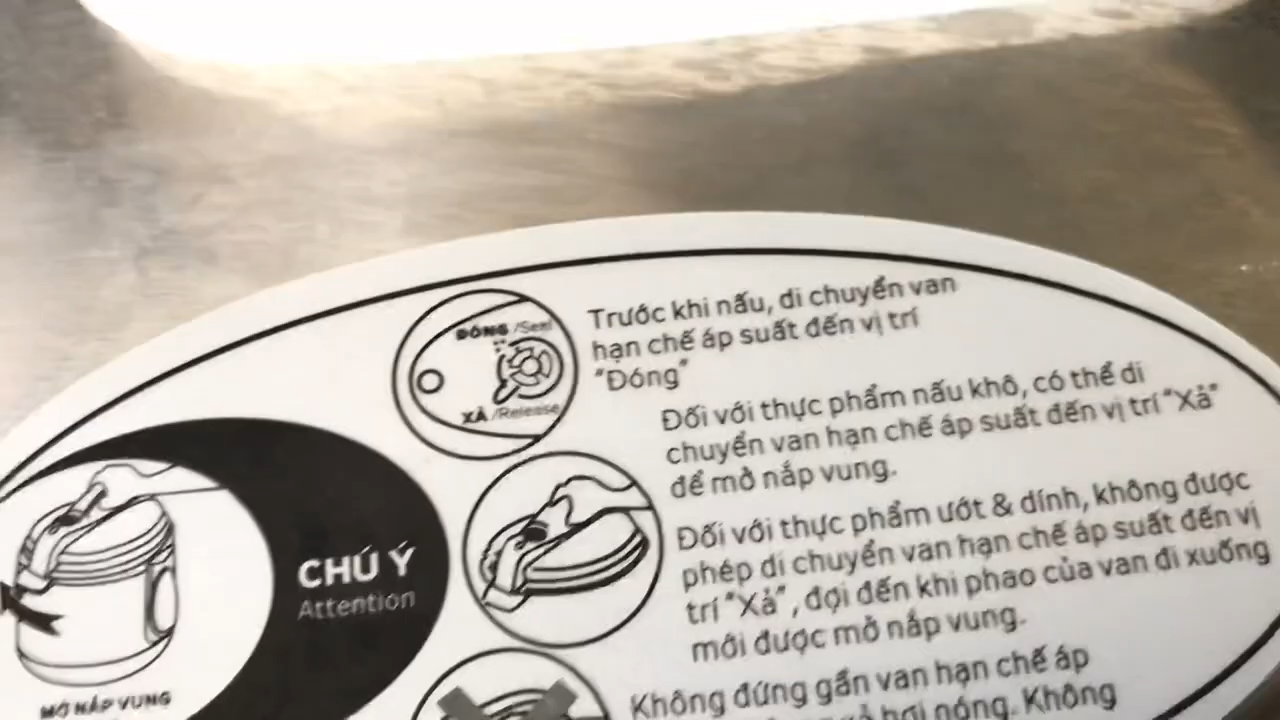 Trước khi nấu, di chuyển van
hạn chế áp suất đến vị trí
"Đóng"
ĐÓNG /Seal
XẢ /Release
Đối với thực phẩm nấu khô, có thể di
chuyển van hạn chế áp suất đến vị trí "Xả"
để mở nắp vung.
Đối với thực phẩm ướt & dính, không được
phép di chuyển van hạn chế áp suất đến vị
trí "Xả", đợi đến khi phao của van đi xuống
mới được mở nắp vung.
CHÚ Ý
Attention
MỞ NẮP VUNG
Không đứng gần van hạn chế áp
xả hơi nóng. Không